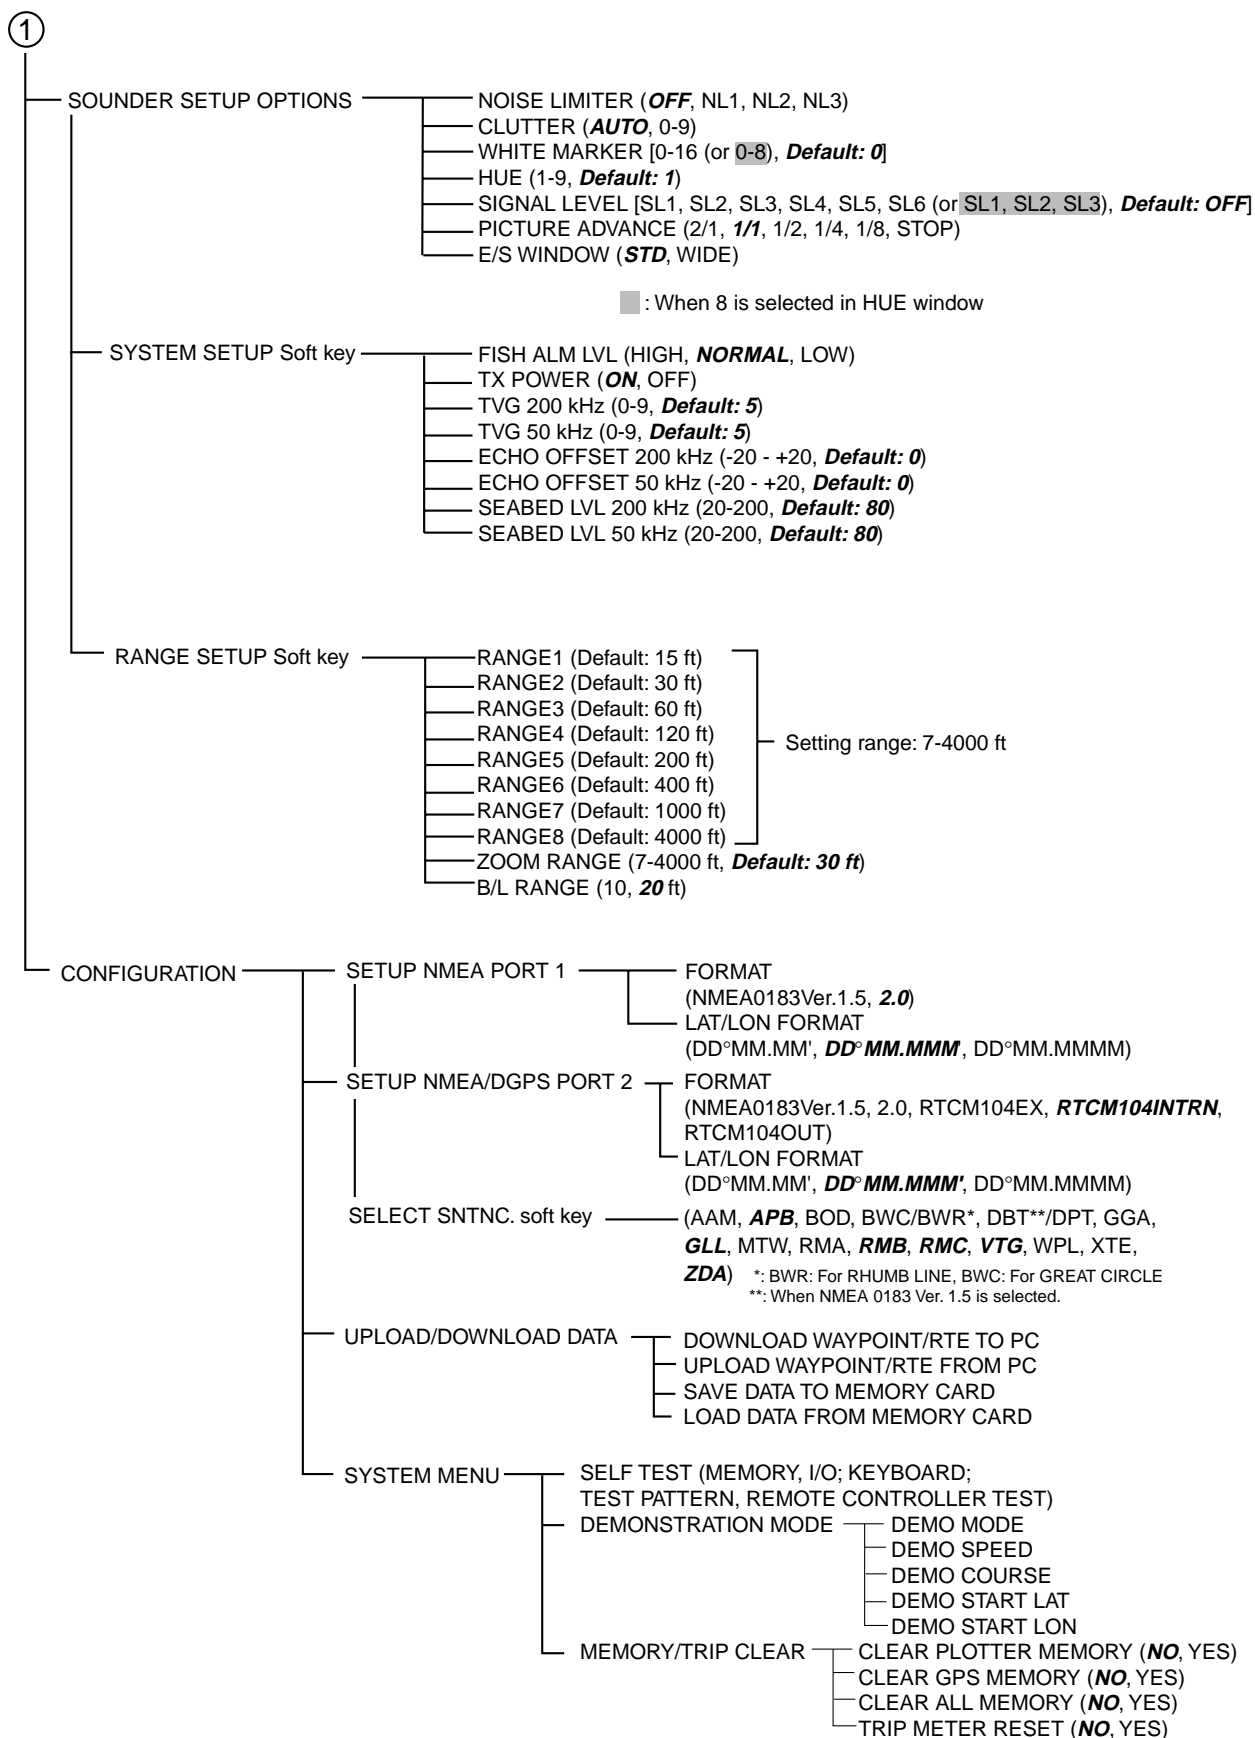 1
SOUNDER SETUP OPTIONS
NOISE LIMITER (OFF, NL1, NL2, NL3)
CLUTTER (AUTO, 0-9)
WHITE MARKER [0-16 (or 0-8), Default: 0]
HUE (1-9, Default: 1)
SIGNAL LEVEL [SL1, SL2, SL3, SL4, SL5, SL6 (or SL1, SL2, SL3), Default: OFF]
PICTURE ADVANCE (2/1, 1/1, 1/2, 1/4, 1/8, STOP)
E/S WINDOW (STD, WIDE)
: When 8 is selected in HUE window
SYSTEM SETUP Soft key
FISH ALM LVL (HIGH, NORMAL, LOW)
TX POWER (ON, OFF)
TVG 200 kHz (0-9, Default: 5)
TVG 50 kHz (0-9, Default: 5)
ECHO OFFSET 200 kHz (-20 - +20, Default: 0)
ECHO OFFSET 50 kHz (-20 - +20, Default: 0)
SEABED LVL 200 kHz (20-200, Default: 80)
SEABED LVL 50 kHz (20-200, Default: 80)
RANGE SETUP Soft key
RANGE1 (Default: 15 ft)
RANGE2 (Default: 30 ft)
RANGE3 (Default: 60 ft)
RANGE4 (Default: 120 ft)
RANGE5 (Default: 200 ft)
RANGE6 (Default: 400 ft)
RANGE7 (Default: 1000 ft)
RANGE8 (Default: 4000 ft)
Setting range: 7-4000 ft
ZOOM RANGE (7-4000 ft, Default: 30 ft)
B/L RANGE (10, 20 ft)
CONFIGURATION
SETUP NMEA PORT 1
FORMAT
(NMEA0183Ver.1.5, 2.0)
LAT/LON FORMAT
(DD°MM.MM', DD°MM.MMM', DD°MM.MMMM)
SETUP NMEA/DGPS PORT 2
FORMAT
(NMEA0183Ver.1.5, 2.0, RTCM104EX, RTCM104INTRN,
RTCM104OUT)
LAT/LON FORMAT
(DD°MM.MM', DD°MM.MMM', DD°MM.MMMM)
SELECT SNTNC. soft key
(AAM, APB, BOD, BWC/BWR*, DBT**/DPT, GGA,
GLL, MTW, RMA, RMB, RMC, VTG, WPL, XTE,
ZDA)
*: BWR: For RHUMB LINE, BWC: For GREAT CIRCLE
**: When NMEA 0183 Ver. 1.5 is selected.
UPLOAD/DOWNLOAD DATA
DOWNLOAD WAYPOINT/RTE TO PC
UPLOAD WAYPOINT/RTE FROM PC
SAVE DATA TO MEMORY CARD
LOAD DATA FROM MEMORY CARD
SYSTEM MENU
SELF TEST (MEMORY, I/O; KEYBOARD;
TEST PATTERN, REMOTE CONTROLLER TEST)
DEMONSTRATION MODE
DEMO MODE
DEMO SPEED
DEMO COURSE
DEMO START LAT
DEMO START LON
MEMORY/TRIP CLEAR
CLEAR PLOTTER MEMORY (NO, YES)
CLEAR GPS MEMORY (NO, YES)
CLEAR ALL MEMORY (NO, YES)
TRIP METER RESET (NO, YES)